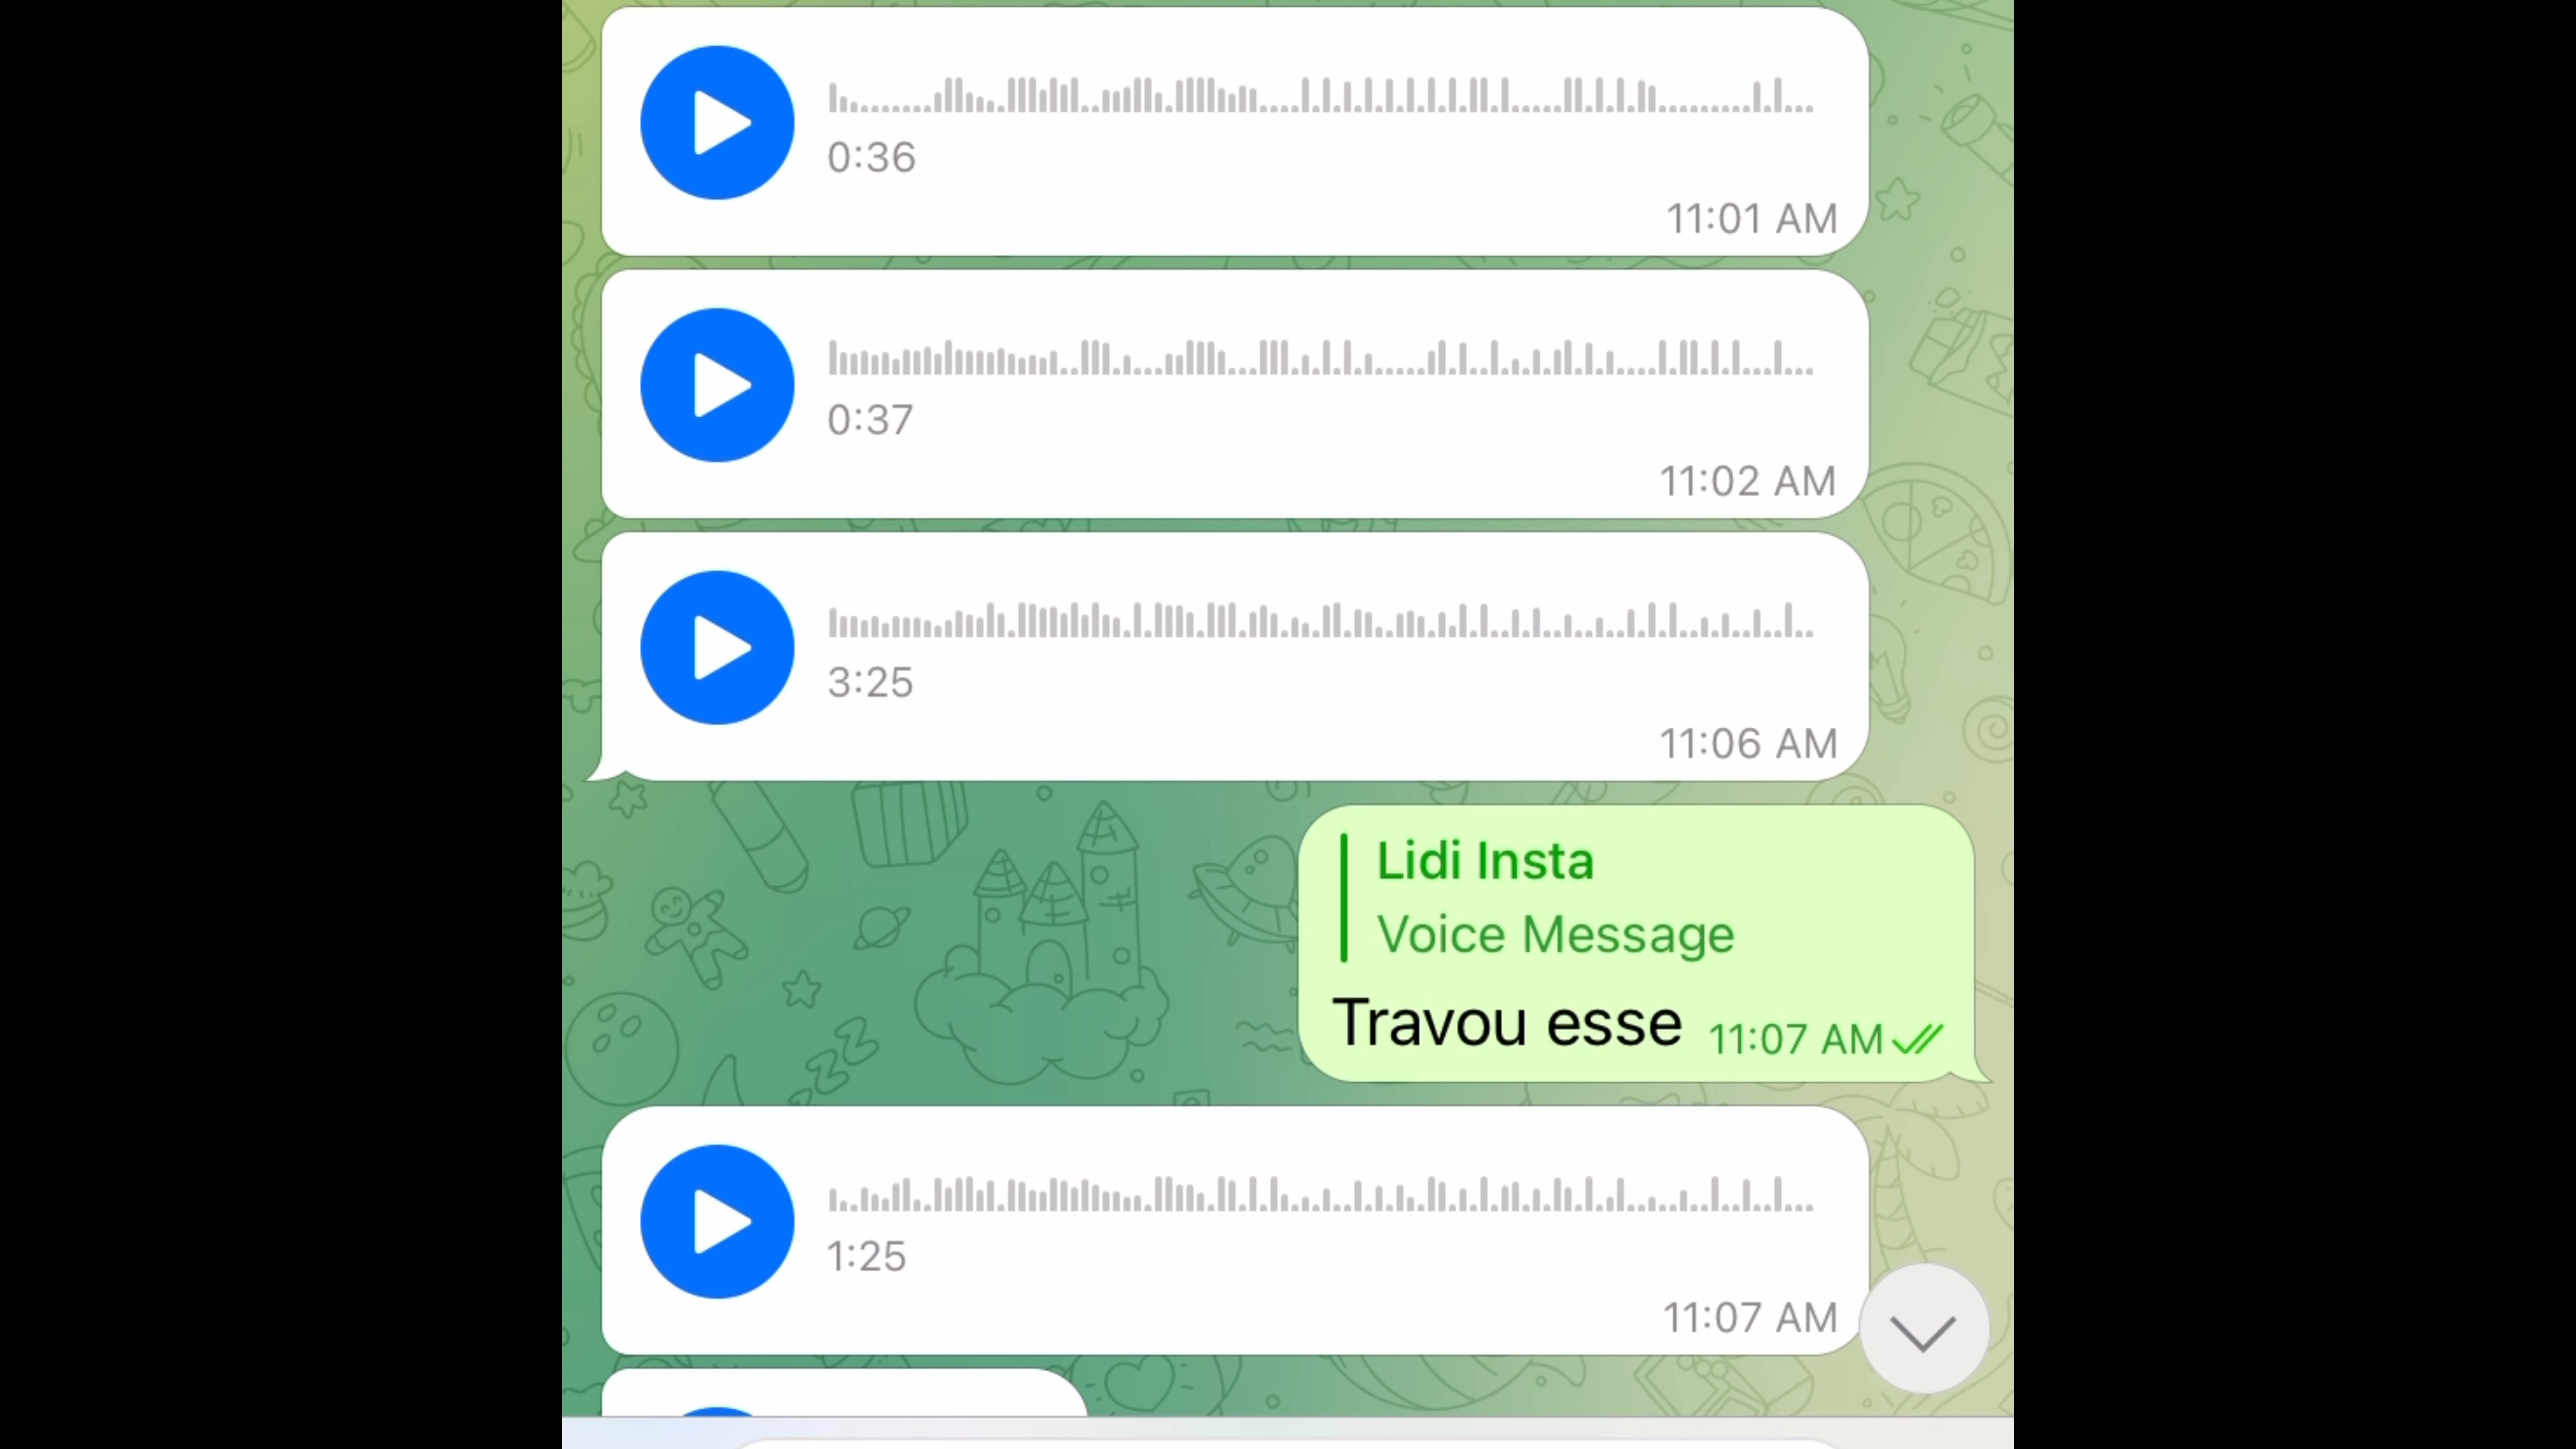 0:36
11:01 AM
0:37
11:02 AM
3:25
11:06 AM
Lidi Insta
Voice Message
Travou esse 11:07 AM
1:25
11:07 AM